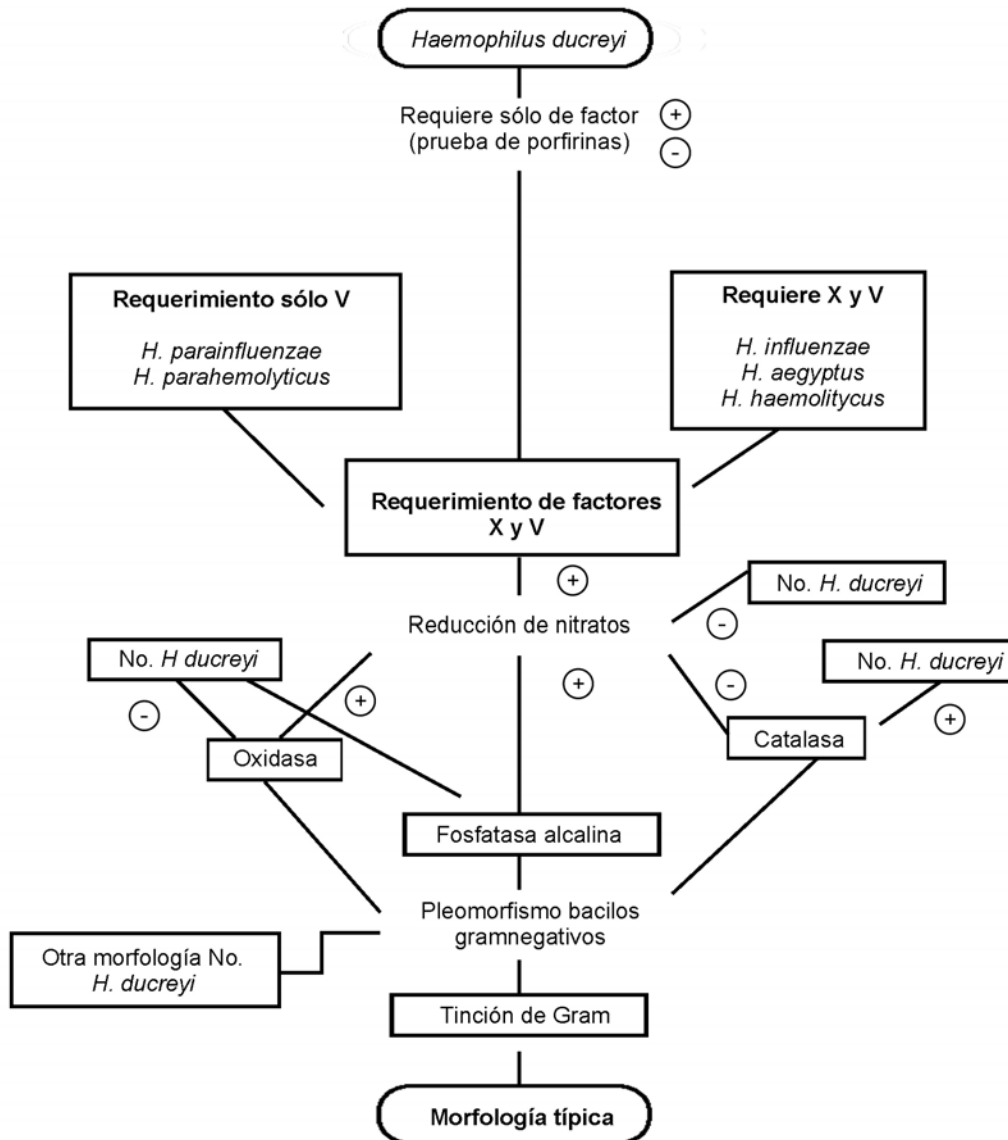 Haemophilus ducreyi
Requiere sólo de factor
(prueba de porfirinas)
+
-
Requerimiento sólo V
H. parainfluenzae
H. parahemolyticus
Requiere X y V
H. influenzae
H. aegyptus
H. haemolitycus
Requerimiento de factores
X y V
+
No. H. ducreyi
Reducción de nitratos
-
No. H ducreyi
No. H. ducreyi
-
+
+
-
+
Oxidasa
Catalasa
Fosfatasa alcalina
Pleomorfismo bacilos
gramnegativos
Otra morfología No.
H. ducreyi
Tinción de Gram
Morfología típica